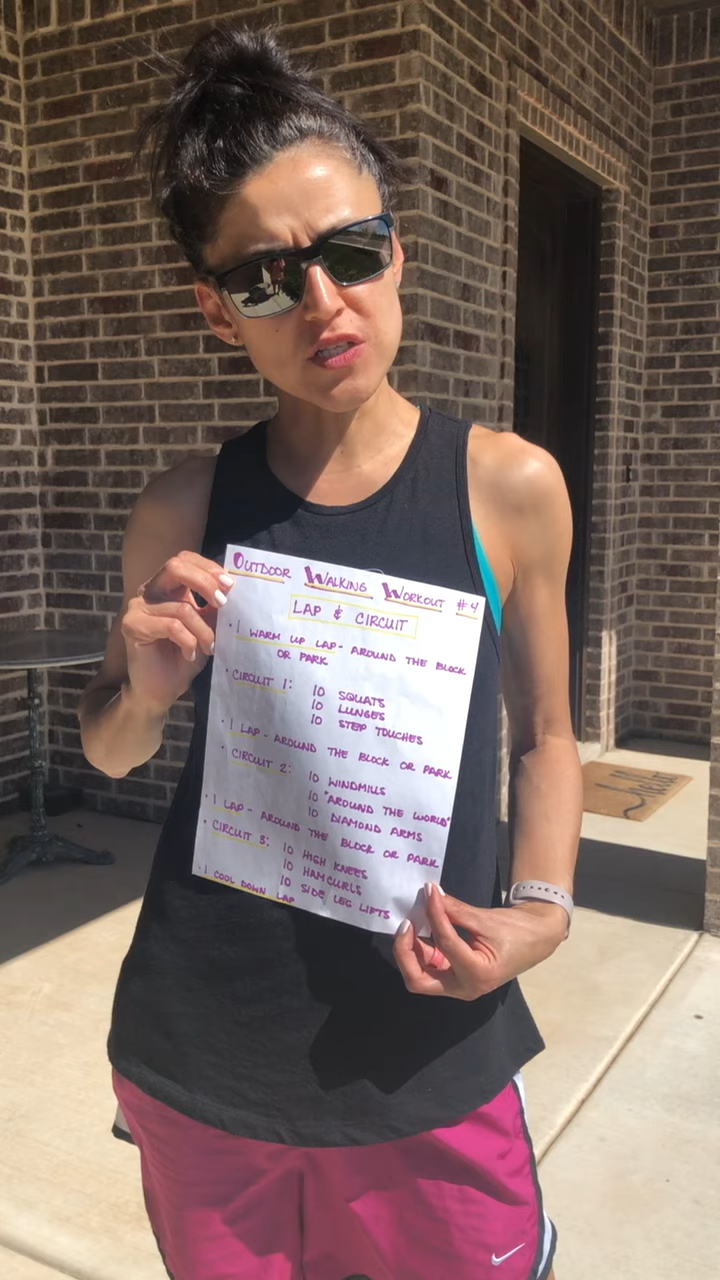 OUTDOOR WALKING WORKOUT #4
LAP & CIRCUIT
• 1 WARM UP LAP - AROUND THE BLOCK
OR PARK
• CIRCUIT 1: 10 SQUATS
10 LUNGES
10 STEP TOUCHES
• 1 LAP - AROUND THE BLOCK OR PARK
• CIRCUIT 2: 10 WINDMILLS
10 "AROUND THE WORLD"
10 DIAMOND ARMS
• 1 LAP - AROUND THE BLOCK OR PARK
• CIRCUIT 3: 10 HIGH KNEES
10 HAMCURLS
10 SIDE LEG LIFTS
• 1 COOL DOWN LAP
hello